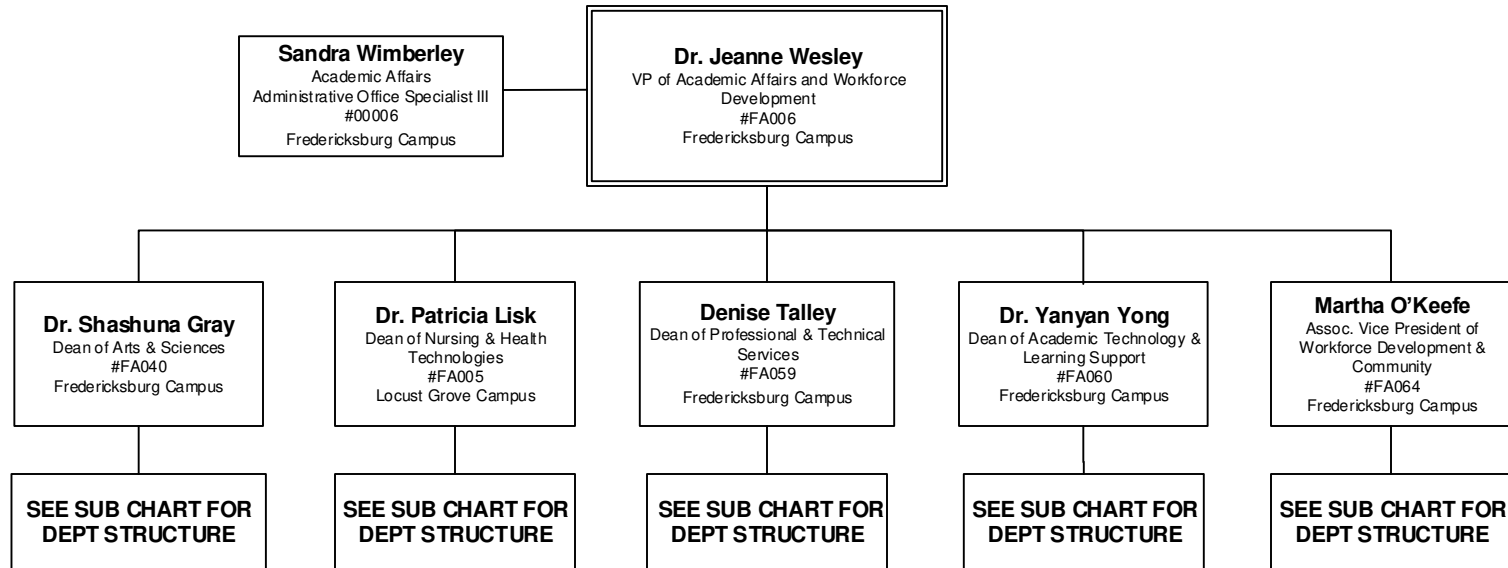 Sandra Wimberley
Academic Affairs
Administrative Office Specialist III
#00006
Fredericksburg Campus
Dr. Jeanne Wesley
VP of Academic Affairs and Workforce
Development
#FA006
Fredericksburg Campus
Dr. Shashuna Gray
Dean of Arts & Sciences
#FA040
Fredericksburg Campus
Dr. Patricia Lisk
Dean of Nursing & Health
Technologies
#FA005
Locust Grove Campus
Denise Talley
Dean of Professional & Technical
Services
#FA059
Fredericksburg Campus
Dr. Yanyan Yong
Dean of Academic Technology &
Learning Support
#FA060
Fredericksburg Campus
Martha O’Keefe
Assoc. Vice President of
Workforce Development &
Community
#FA064
Fredericksburg Campus
SEE SUB CHART FOR
DEPT STRUCTURE
SEE SUB CHART FOR
DEPT STRUCTURE
SEE SUB CHART FOR
DEPT STRUCTURE
SEE SUB CHART FOR
DEPT STRUCTURE
SEE SUB CHART FOR
DEPT STRUCTURE